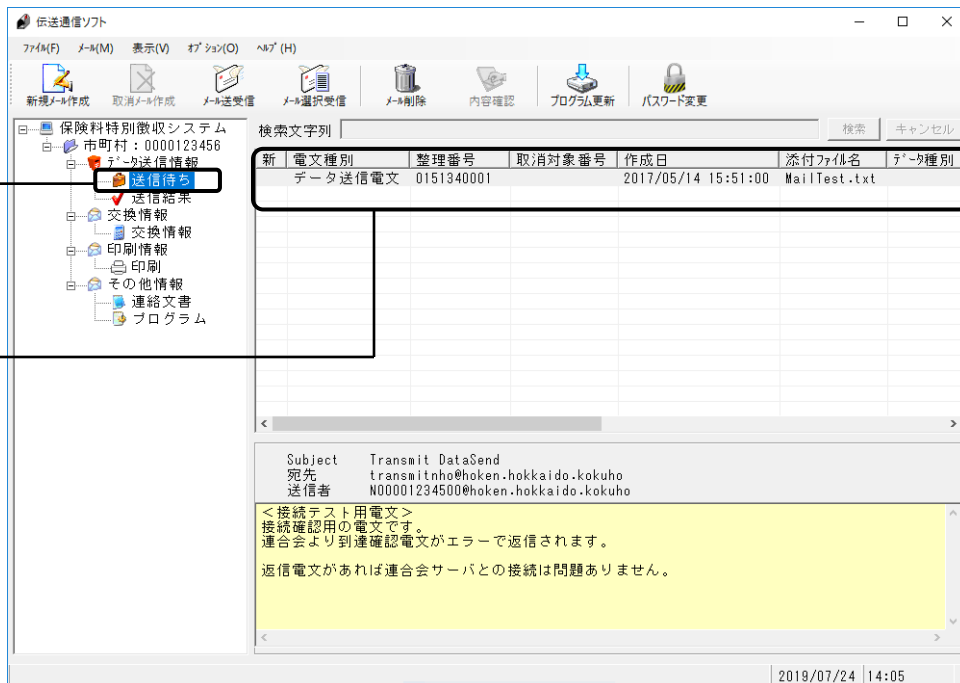 伝送通信ソフト
ﾌｧｲﾙ(F) ﾒｰﾙ(M) 表示(V) ｵﾌﾟｼｮﾝ(O) ﾍﾙﾌﾟ(H)
新規ﾒｰﾙ作成 取消ﾒｰﾙ作成 ﾒｰﾙ送受信 ﾒｰﾙ選択受信 ﾒｰﾙ削除 内容確認 ﾌﾟﾛｸﾞﾗﾑ更新 ﾊﾟｽﾜｰﾄﾞ変更
保険料特別徴収システム
市町村：0000123456
ﾃﾞｰﾀ送信情報
送信待ち
送信結果
交換情報
交換情報
印刷情報
印刷
その他情報
連絡文書
プログラム
検索文字列 検索 キャンセル
新 電文種別 整理番号 取消対象番号 作成日 添付ﾌｧｲﾙ名 ﾃﾞｰﾀ種別
データ送信電文 0151340001 2017/05/14 15:51:00 MailTest.txt
Subject Transmit DataSend
宛先 transmitnho@hoken.hokkaido.kokuho
送信者 N00001234500@hoken.hokkaido.kokuho
＜接続テスト用電文＞
接続確認用の電文です。
連合会より到達確認電文がエラーで返信されます。
返信電文があれば連合会サーバとの接続は問題ありません。
2019/07/24 14:05